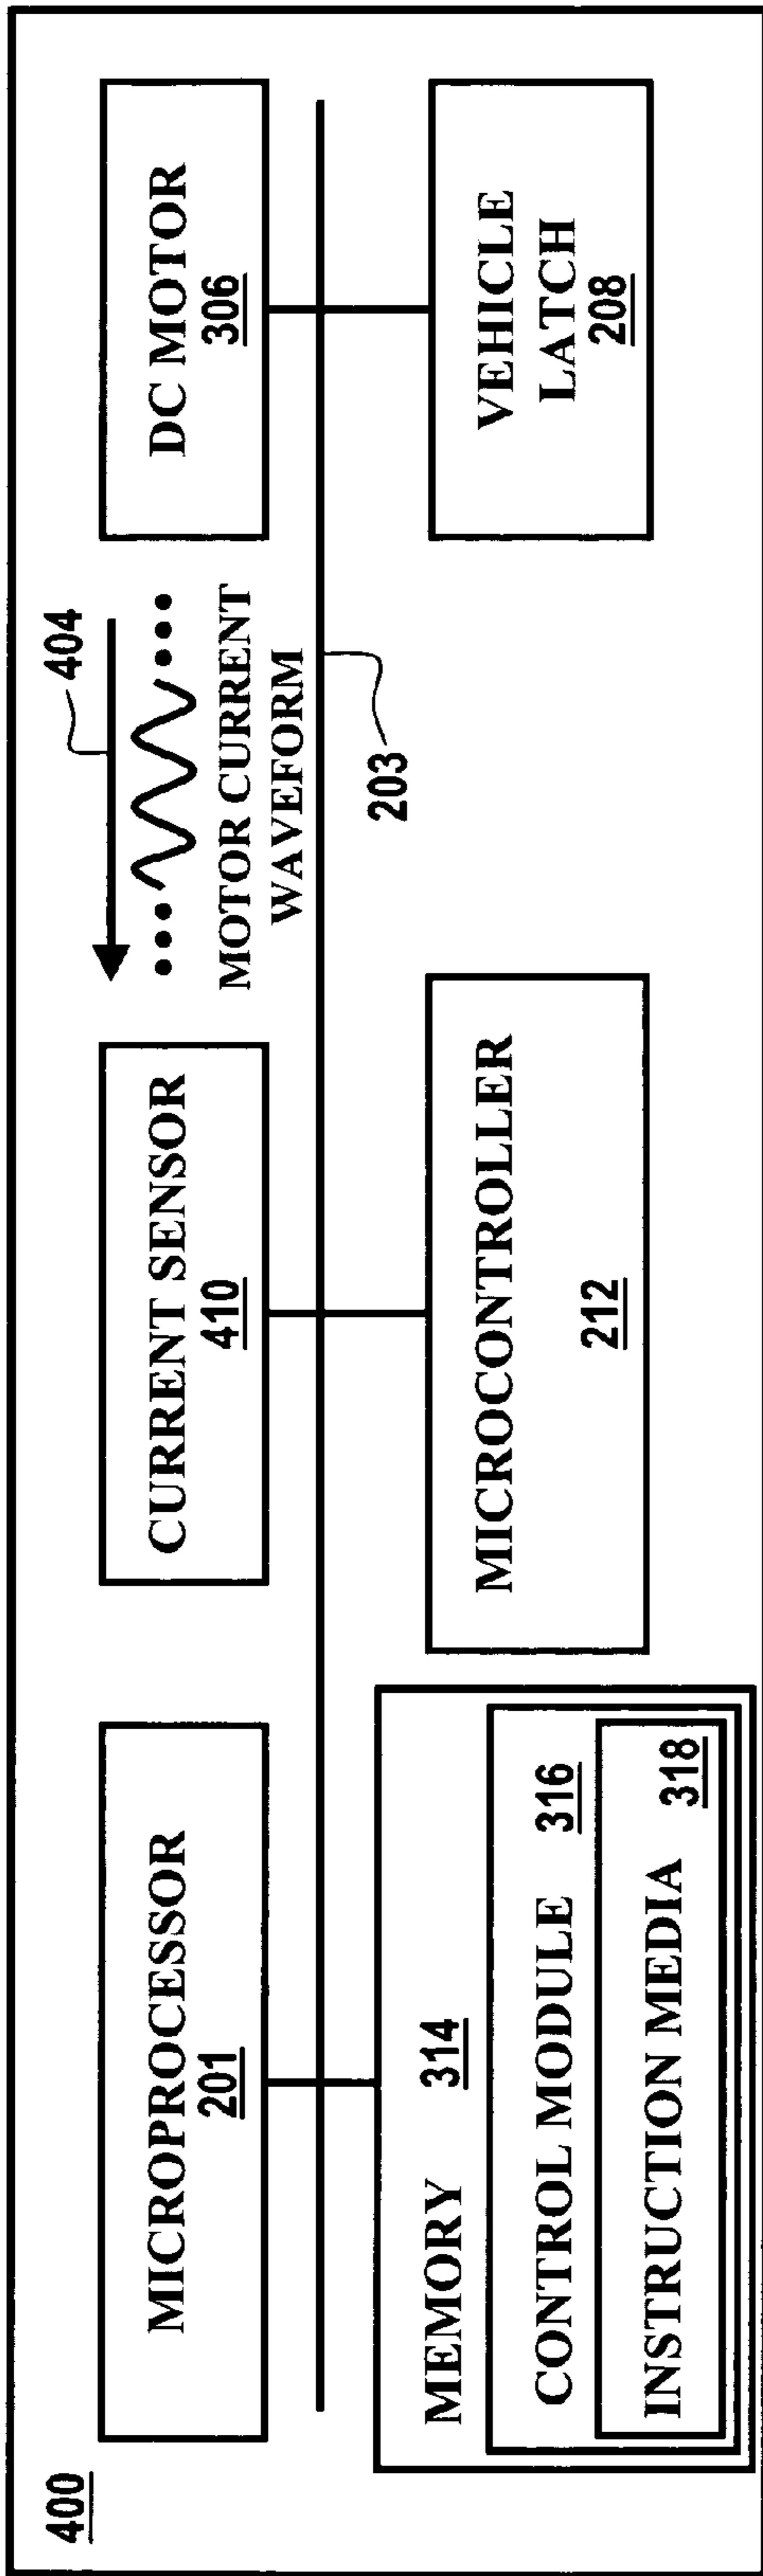 400
MICROPROCESSOR
201
CURRENT SENSOR
410
404
MOTOR CURRENT
WAVEFORM
DC MOTOR
306
203
MEMORY 314
CONTROL MODULE 316
INSTRUCTION MEDIA 318
MICROCONTROLLER
212
VEHICLE
LATCH
208